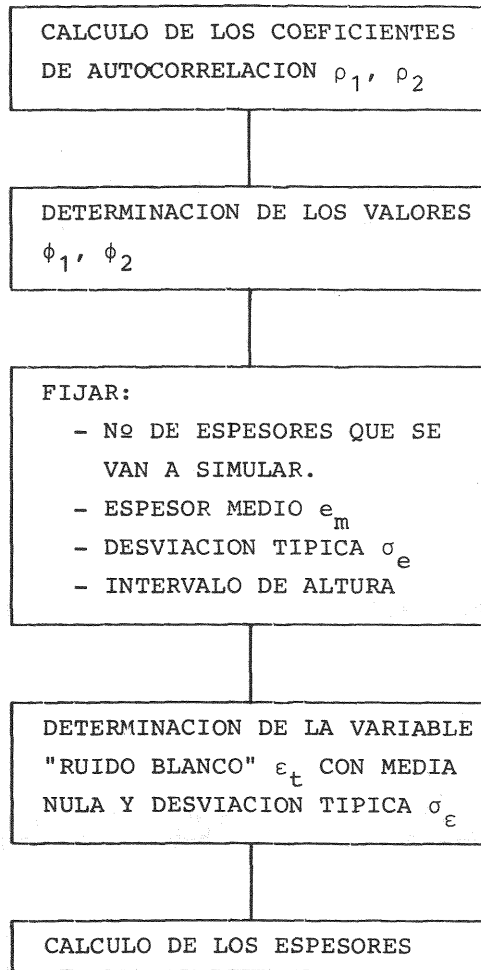 CALCULO DE LOS COEFICIENTES
DE AUTOCORRELACION ρ₁, ρ₂
DETERMINACION DE LOS VALORES
ϕ₁, ϕ₂
FIJAR:
- Nº DE ESPESORES QUE SE
VAN A SIMULAR.
- ESPESOR MEDIO eₘ
- DESVIACION TIPICA σₑ
- INTERVALO DE ALTURA
DETERMINACION DE LA VARIABLE
"RUIDO BLANCO" εₜ CON MEDIA
NULA Y DESVIACION TIPICA σ_ε
CALCULO DE LOS ESPESORES